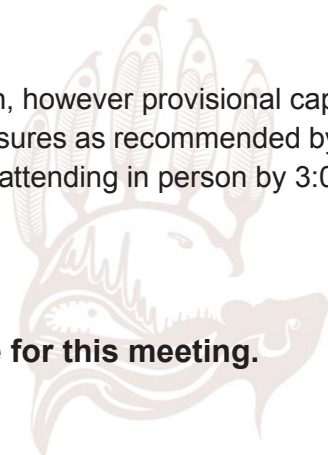 , however provisional cap
sures as recommended by
attending in person by 3:0
for this meeting.